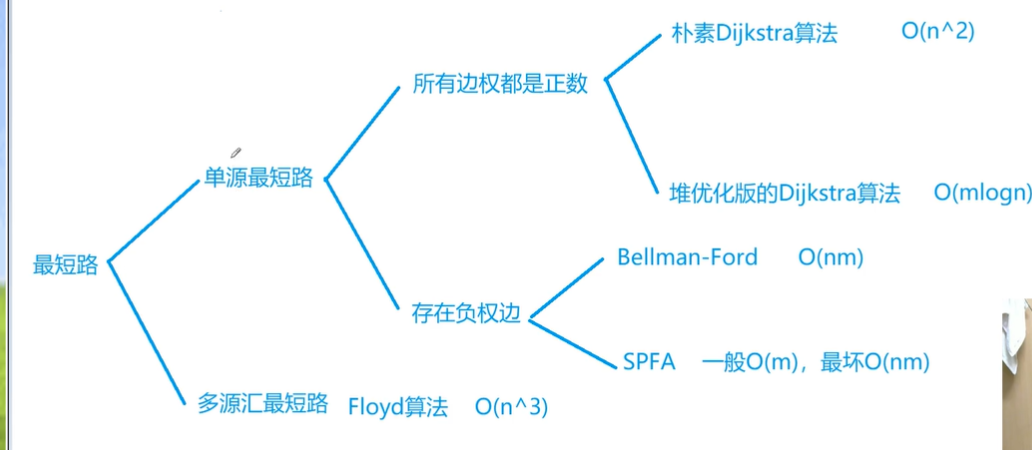 朴素Dijkstra算法 O(n^2)
所有边权都是正数
单源最短路
堆优化版的Dijkstra算法 O(mlogn)
最短路
Bellman-Ford O(nm)
存在负权边
SPFA 一般O(m)，最坏O(nm)
多源汇最短路 Floyd算法 O(n^3)